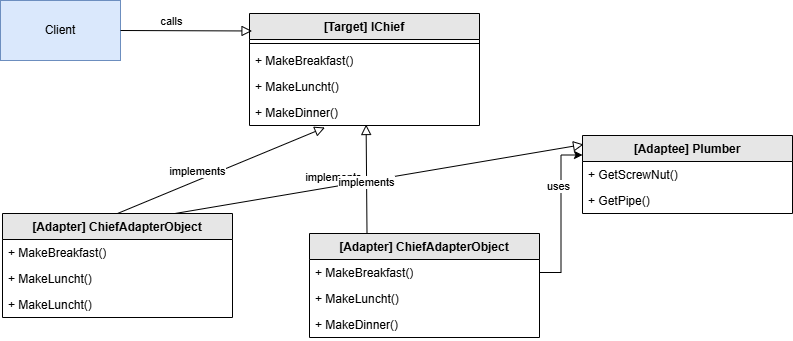 Client
calls
[Target] IChief
+ MakeBreakfast()
+ MakeLuncht()
+ MakeDinner()
implements
implements
implements
[Adaptee] Plumber
+ GetScrewNut()
+ GetPipe()
uses
[Adapter] ChiefAdapterObject
+ MakeBreakfast()
+ MakeLuncht()
+ MakeLuncht()
[Adapter] ChiefAdapterObject
+ MakeBreakfast()
+ MakeLuncht()
+ MakeDinner()